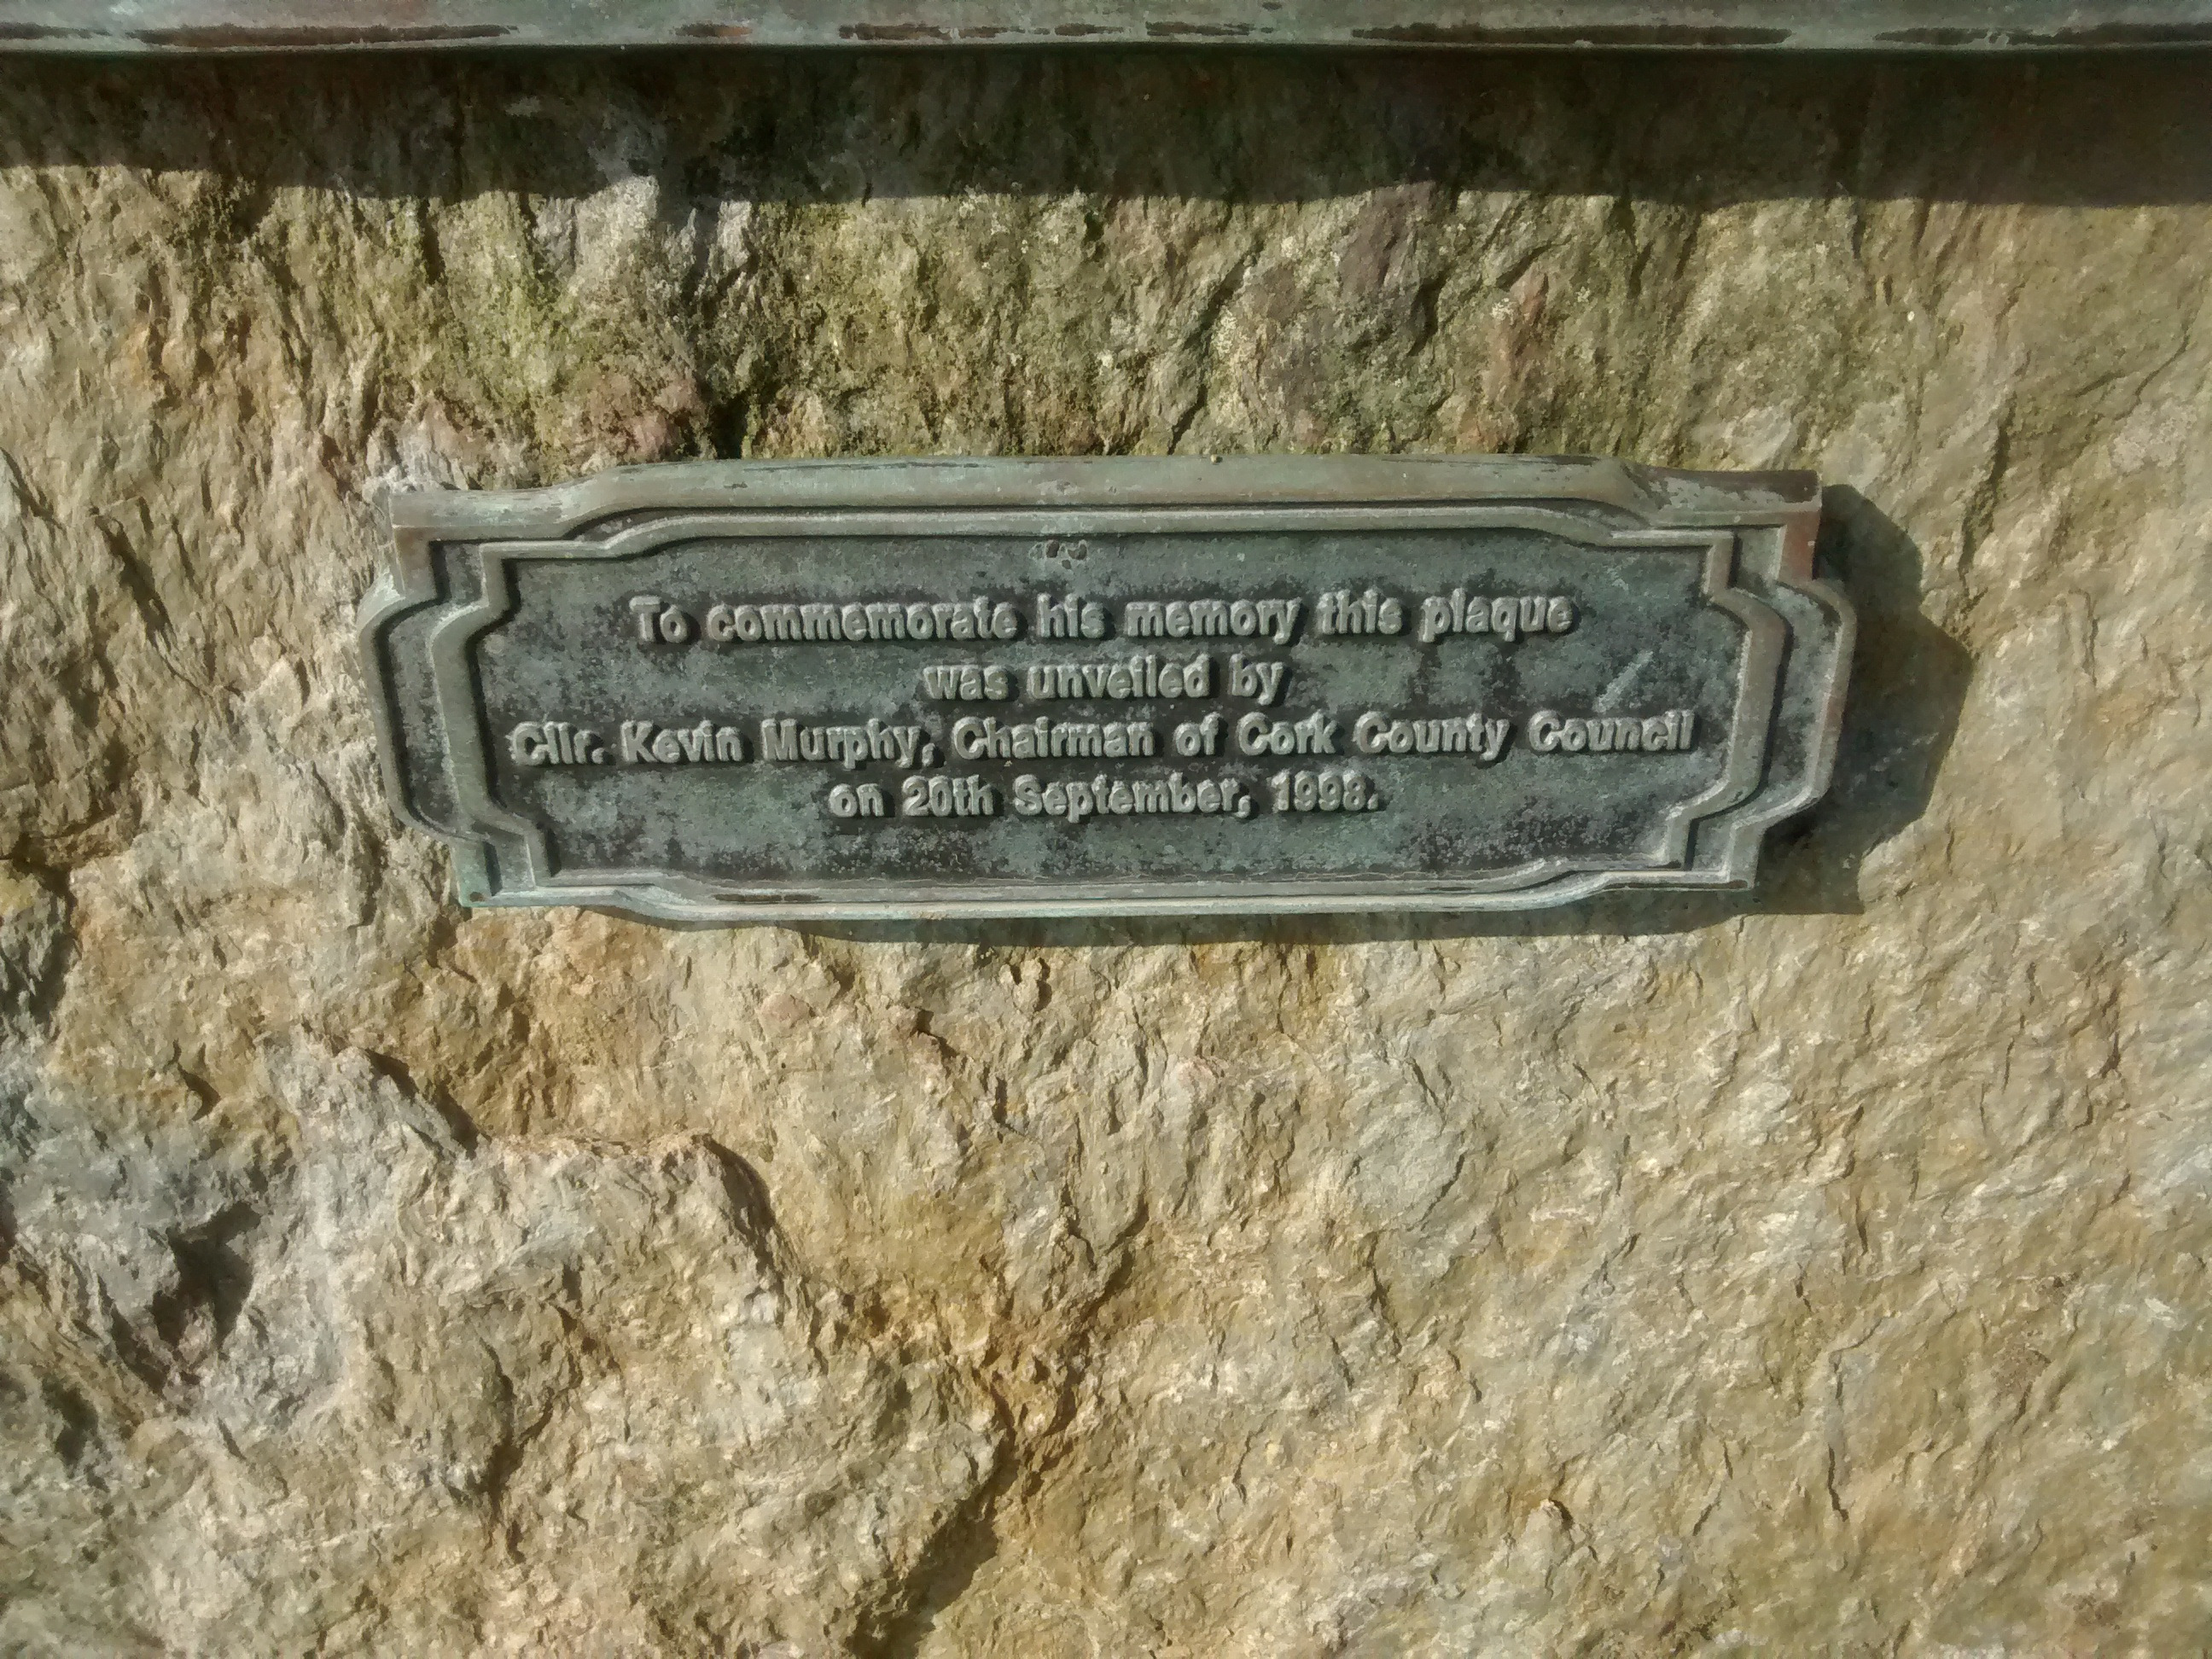 To commemorate his memory this plaque
was unveiled by
Cllr. Kevin Murphy, Chairman of Cork County Council
on 20th September, 1998.